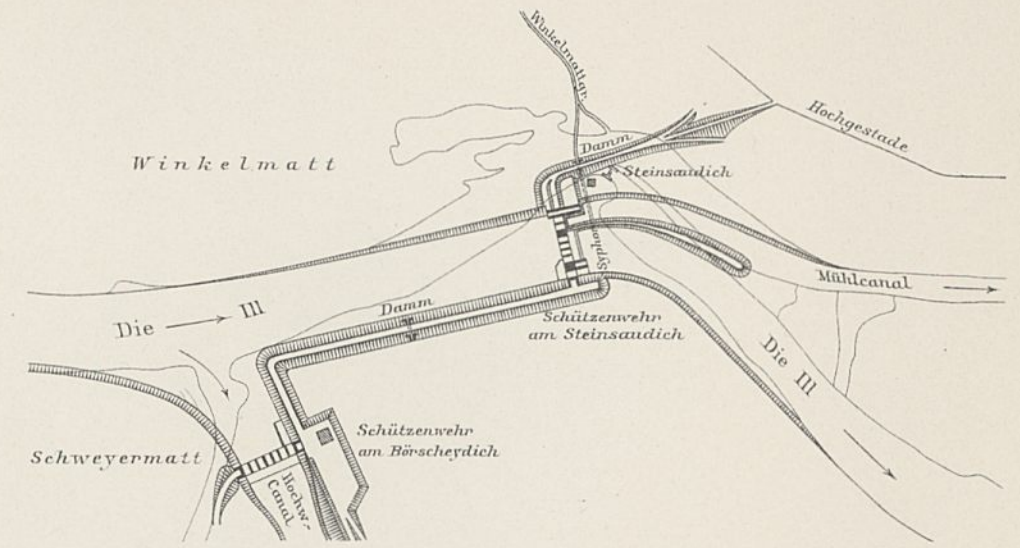 Winkelmattgr.
Hochgestade
Winkelmatt
Damm
Steinsaudich
Syphon
Mühlcanal
Die Ill
Damm
Schützenwehr
am Steinsaudich
Die Ill
Schützenwehr
am Börscheydich
Schweyermatt
Hochw.-
Canal